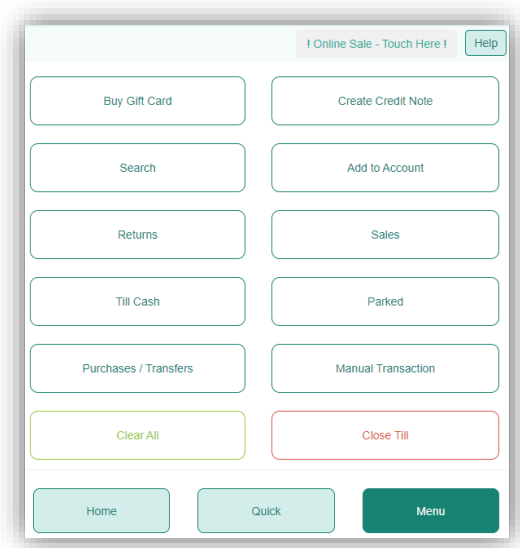 ! Online Sale - Touch Here !
Help
Buy Gift Card
Create Credit Note
Search
Add to Account
Returns
Sales
Till Cash
Parked
Purchases / Transfers
Manual Transaction
Clear All
Close Till
Home
Quick
Menu